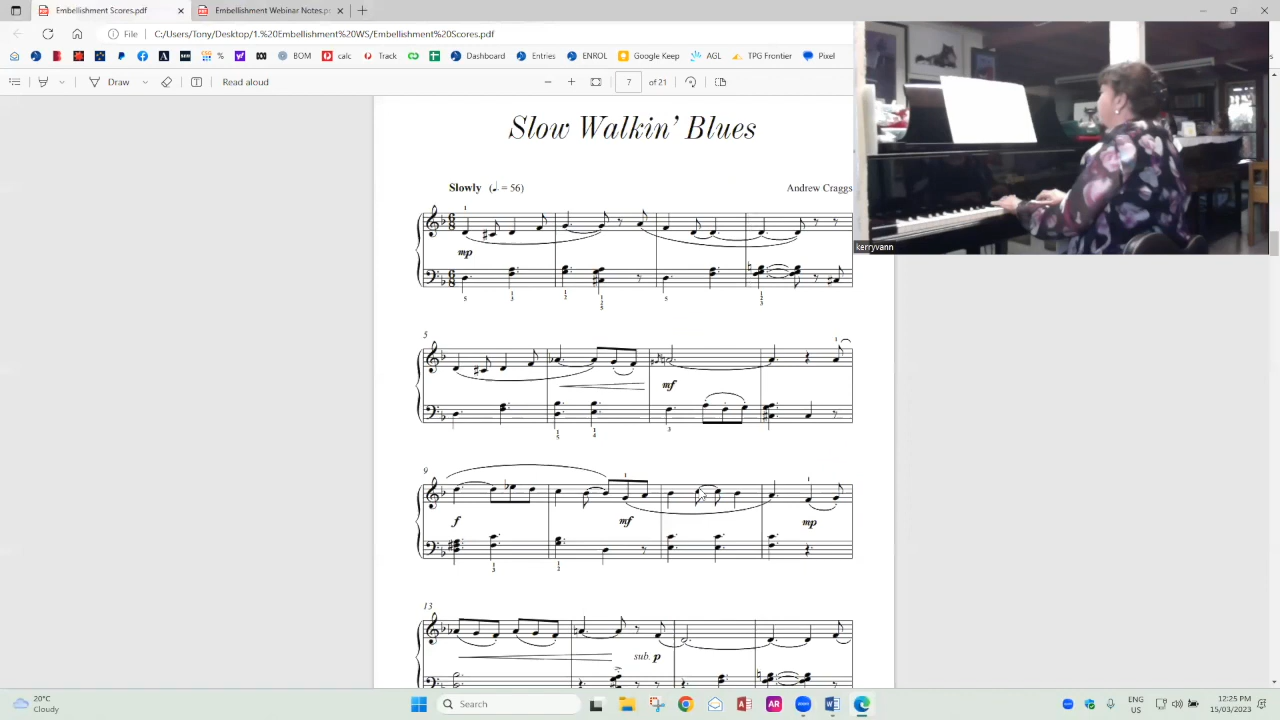 Embellishment Scores.pdf
Embellishment Webinar Notes.p
File C:/Users/Tony/Desktop/1.%20Embellishment%20WS/Embellishment%20Scores.pdf
BOM calc Track Dashboard Entries ENROL Google Keep AGL TPG Frontier Pixel
Draw Read aloud 7 of 21
Slow Walkin' Blues
Slowly (♩. = 56) Andrew Craggs
mp
kerryvann
5
mf
9
f mf mp
13
sub. p
20°C
Cloudy
Search
ENG
US
12:25 PM
15/03/2023